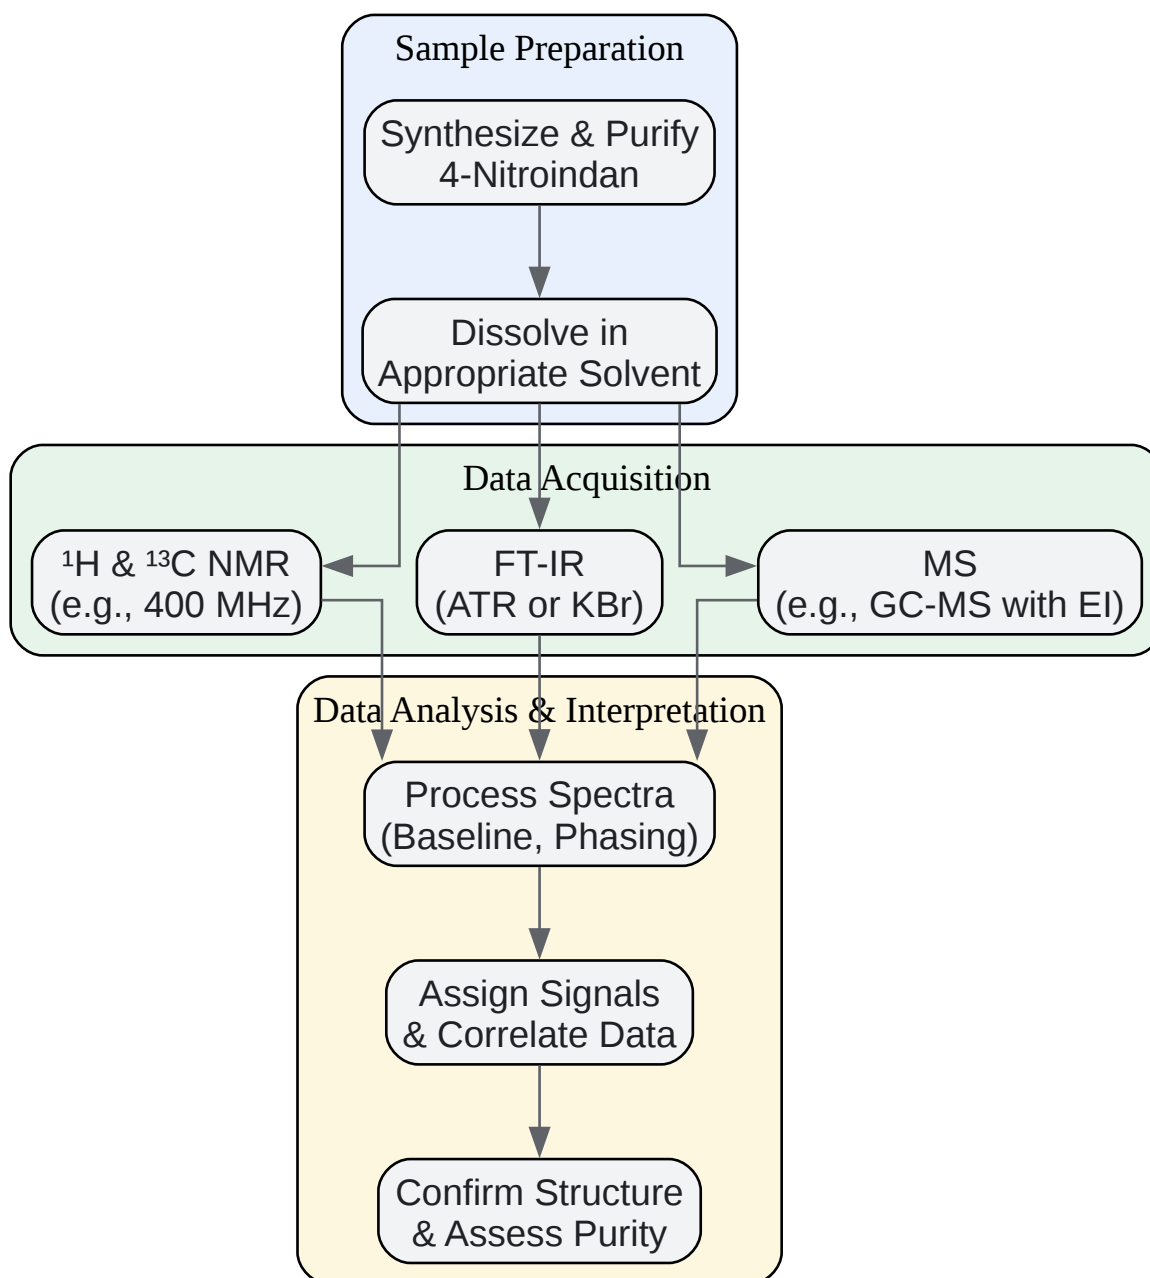 Sample Preparation
Synthesize & Purify
4-Nitroindan
Dissolve in
Appropriate Solvent
Data Acquisition
¹H & ¹³C NMR
(e.g., 400 MHz)
FT-IR
(ATR or KBr)
MS
(e.g., GC-MS with EI)
Data Analysis & Interpretation
Process Spectra
(Baseline, Phasing)
Assign Signals
& Correlate Data
Confirm Structure
& Assess Purity